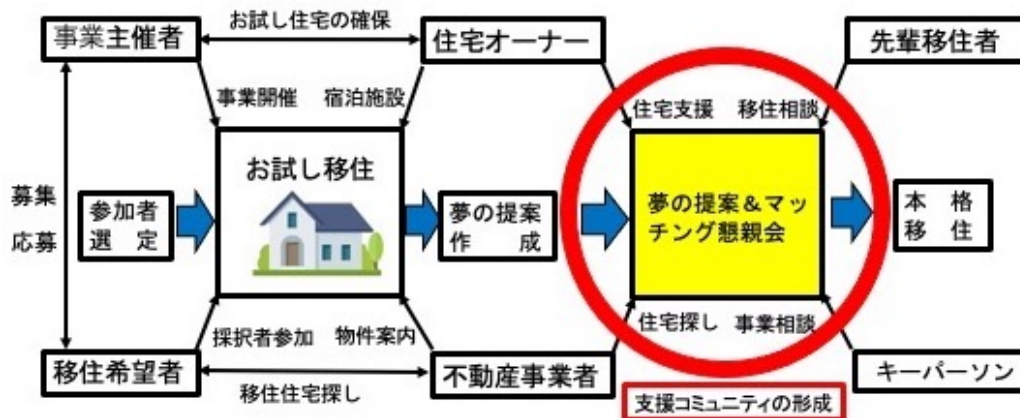 事業主催者
お試し住宅の確保
住宅オーナー
先輩移住者
事業開催
宿泊施設
住宅支援
移住相談
募集
応募
参加者
選定
お試し移住
夢の提案
作成
夢の提案＆マッ
チング懇親会
本格
移住
採択者参加
物件案内
住宅探し
事業相談
移住希望者
移住住宅探し
不動産事業者
キーパーソン
支援コミュニティの形成